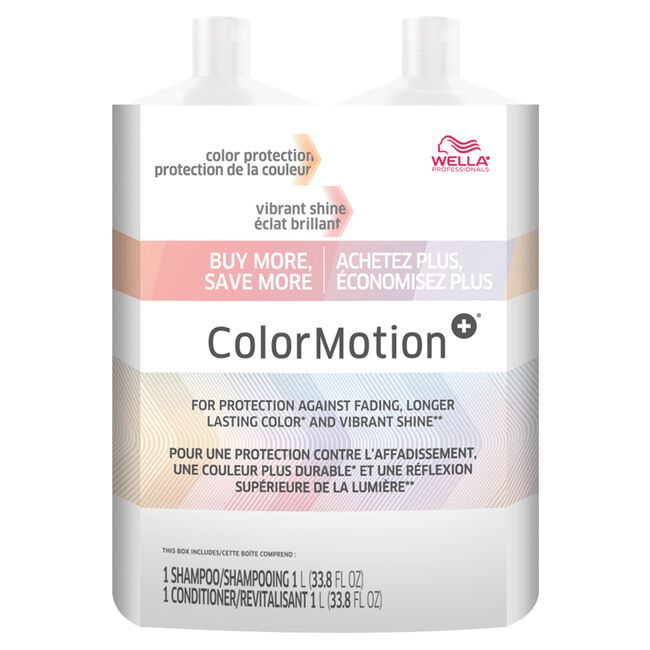 color protection
protection de la couleur
WELLA®
PROFESSIONALS
vibrant shine
éclat brillant
BUY MORE,
SAVE MORE
ACHETEZ PLUS,
ÉCONOMISEZ PLUS
ColorMotion+®
FOR PROTECTION AGAINST FADING, LONGER
LASTING COLOR* AND VIBRANT SHINE**
POUR UNE PROTECTION CONTRE L'AFFADISSEMENT,
UNE COULEUR PLUS DURABLE* ET UNE RÉFLEXION
SUPÉRIEURE DE LA LUMIÈRE**
THIS BOX INCLUDES/CETTE BOÎTE COMPREND :
1 SHAMPOO/SHAMPOOING 1 L (33.8 FL OZ)
1 CONDITIONER/REVITALISANT 1 L (33.8 FL OZ)